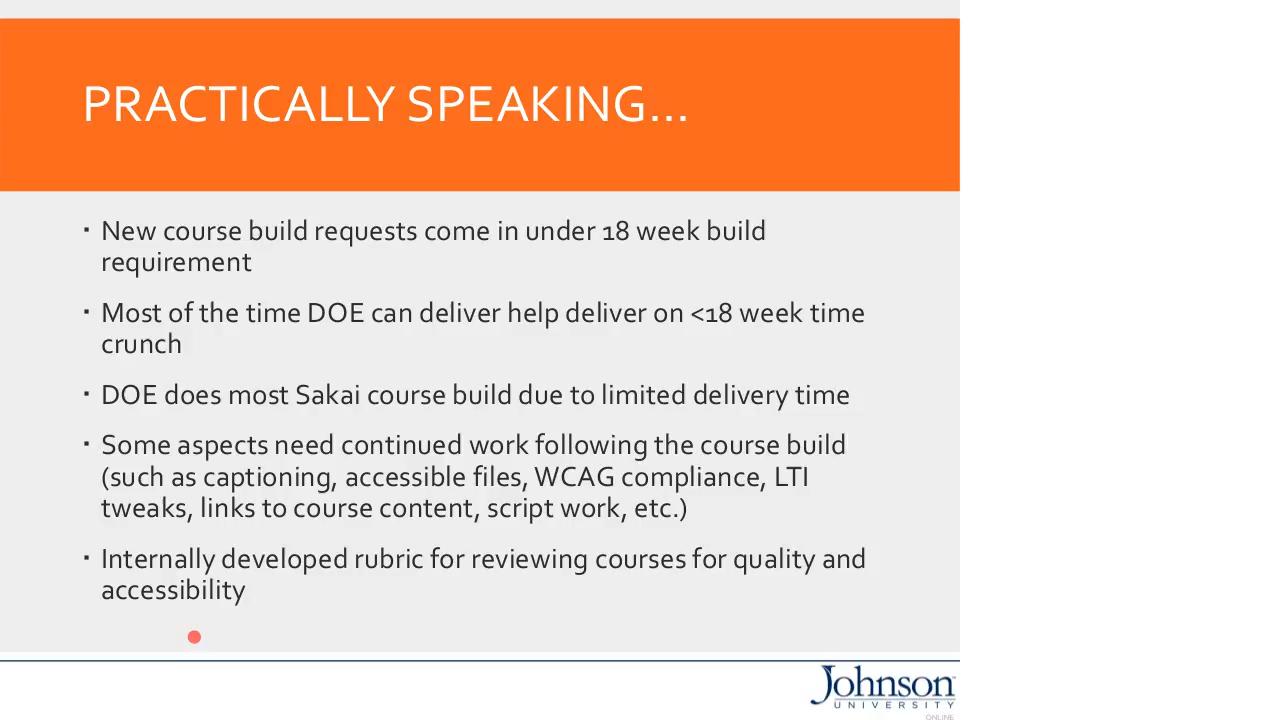 PRACTICALLY SPEAKING...
▪ New course build requests come in under 18 week build
requirement
▪ Most of the time DOE can deliver help deliver on <18 week time
crunch
▪ DOE does most Sakai course build due to limited delivery time
▪ Some aspects need continued work following the course build
(such as captioning, accessible files, WCAG compliance, LTI
tweaks, links to course content, script work, etc.)
▪ Internally developed rubric for reviewing courses for quality and
accessibility
Johnson™
UNIVERSITY
ONLINE